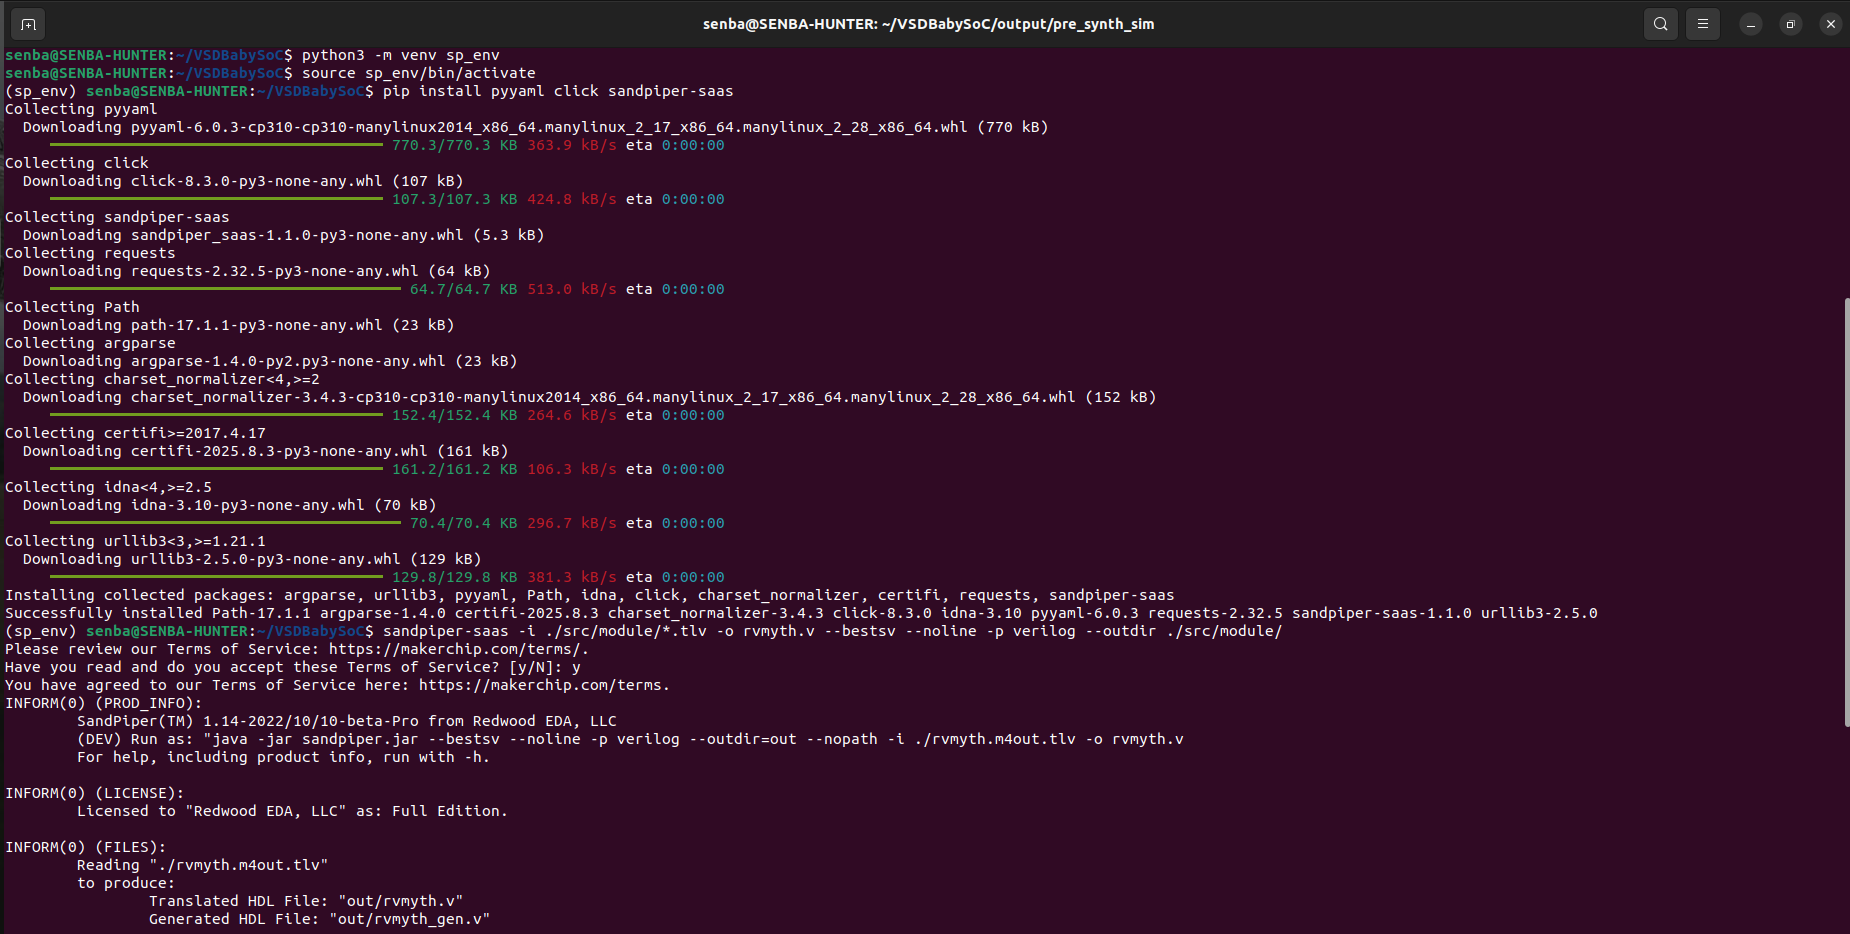 senba@SENBA-HUNTER: ~/VSDBabySoC/output/pre_synth_sim
senba@SENBA-HUNTER:~/VSDBabySoC$ python3 -m venv sp_env
senba@SENBA-HUNTER:~/VSDBabySoC$ source sp_env/bin/activate
(sp_env) senba@SENBA-HUNTER:~/VSDBabySoC$ pip install pyyaml click sandpiper-saas
Collecting pyyaml
  Downloading pyyaml-6.0.3-cp310-cp310-manylinux2014_x86_64.manylinux_2_17_x86_64.manylinux_2_28_x86_64.whl (770 kB)
770.3/770.3 KB 363.9 kB/s eta 0:00:00
Collecting click
  Downloading click-8.3.0-py3-none-any.whl (107 kB)
107.3/107.3 KB 424.8 kB/s eta 0:00:00
Collecting sandpiper-saas
  Downloading sandpiper_saas-1.1.0-py3-none-any.whl (5.3 kB)
Collecting requests
  Downloading requests-2.32.5-py3-none-any.whl (64 kB)
64.7/64.7 KB 513.0 kB/s eta 0:00:00
Collecting Path
  Downloading path-17.1.1-py3-none-any.whl (23 kB)
Collecting argparse
  Downloading argparse-1.4.0-py2.py3-none-any.whl (23 kB)
Collecting charset_normalizer<4,>=2
  Downloading charset_normalizer-3.4.3-cp310-cp310-manylinux2014_x86_64.manylinux_2_17_x86_64.manylinux_2_28_x86_64.whl (152 kB)
152.4/152.4 KB 264.6 kB/s eta 0:00:00
Collecting certifi>=2017.4.17
  Downloading certifi-2025.8.3-py3-none-any.whl (161 kB)
161.2/161.2 KB 106.3 kB/s eta 0:00:00
Collecting idna<4,>=2.5
  Downloading idna-3.10-py3-none-any.whl (70 kB)
70.4/70.4 KB 296.7 kB/s eta 0:00:00
Collecting urllib3<3,>=1.21.1
  Downloading urllib3-2.5.0-py3-none-any.whl (129 kB)
129.8/129.8 KB 381.3 kB/s eta 0:00:00
Installing collected packages: argparse, urllib3, pyyaml, Path, idna, click, charset_normalizer, certifi, requests, sandpiper-saas
Successfully installed Path-17.1.1 argparse-1.4.0 certifi-2025.8.3 charset_normalizer-3.4.3 click-8.3.0 idna-3.10 pyyaml-6.0.3 requests-2.32.5 sandpiper-saas-1.1.0 urllib3-2.5.0
(sp_env) senba@SENBA-HUNTER:~/VSDBabySoC$ sandpiper-saas -i ./src/module/*.tlv -o rvmyth.v --bestsv --noline -p verilog --outdir ./src/module/
Please review our Terms of Service: https://makerchip.com/terms/.
Have you read and do you accept these Terms of Service? [y/N]: y
You have agreed to our Terms of Service here: https://makerchip.com/terms.
INFORM(0) (PROD_INFO):
        SandPiper(TM) 1.14-2022/10/10-beta-Pro from Redwood EDA, LLC
        (DEV) Run as: "java -jar sandpiper.jar --bestsv --noline -p verilog --outdir=out --nopath -i ./rvmyth.m4out.tlv -o rvmyth.v
        For help, including product info, run with -h.
INFORM(0) (LICENSE):
        Licensed to "Redwood EDA, LLC" as: Full Edition.
INFORM(0) (FILES):
        Reading "./rvmyth.m4out.tlv"
        to produce:
                Translated HDL File: "out/rvmyth.v"
                Generated HDL File: "out/rvmyth_gen.v"